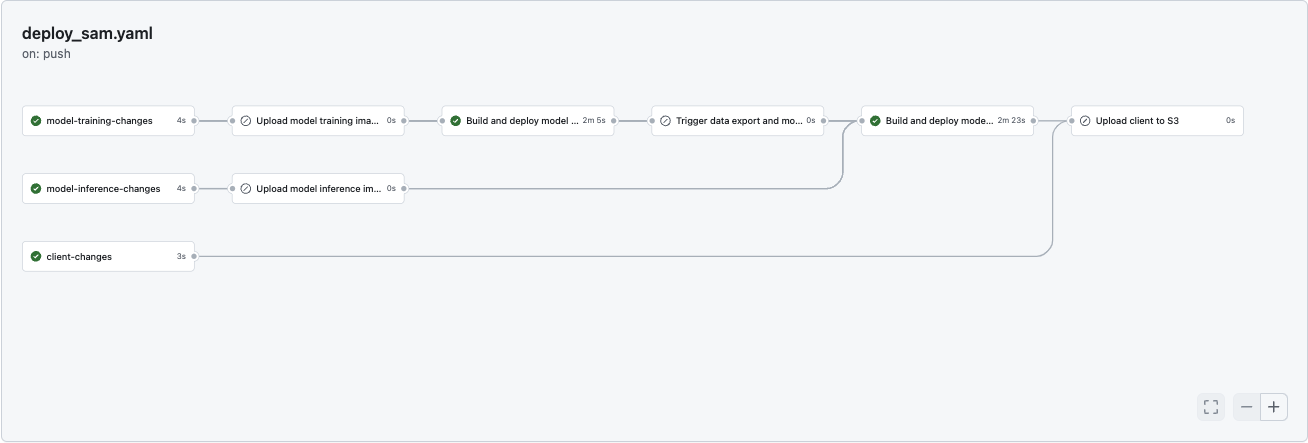 deploy_sam.yaml
on: push
model-training-changes 4s
Upload model training ima... 0s
Build and deploy model ... 2m 5s
Trigger data export and mo... 0s
Build and deploy mode... 2m 23s
Upload client to S3 0s
model-inference-changes 4s
Upload model inference im... 0s
client-changes 3s